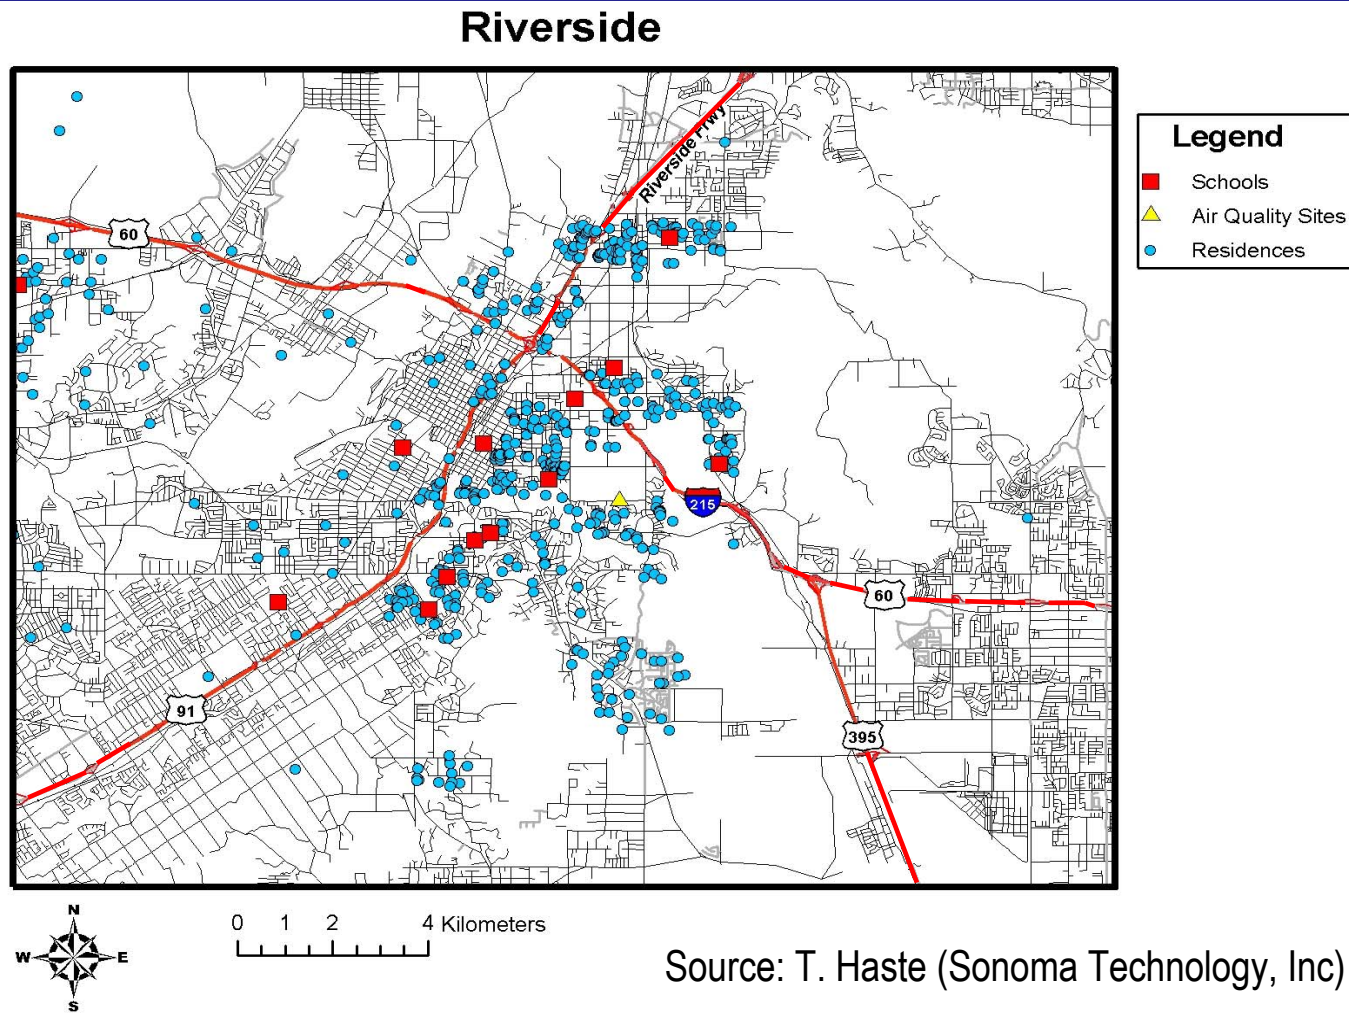 Riverside
Riverside Frwy
60
Legend
Schools
Air Quality Sites
Residences
215
60
91
395
N
W E
S
0 1 2 4 Kilometers
Source: T. Haste (Sonoma Technology, Inc)